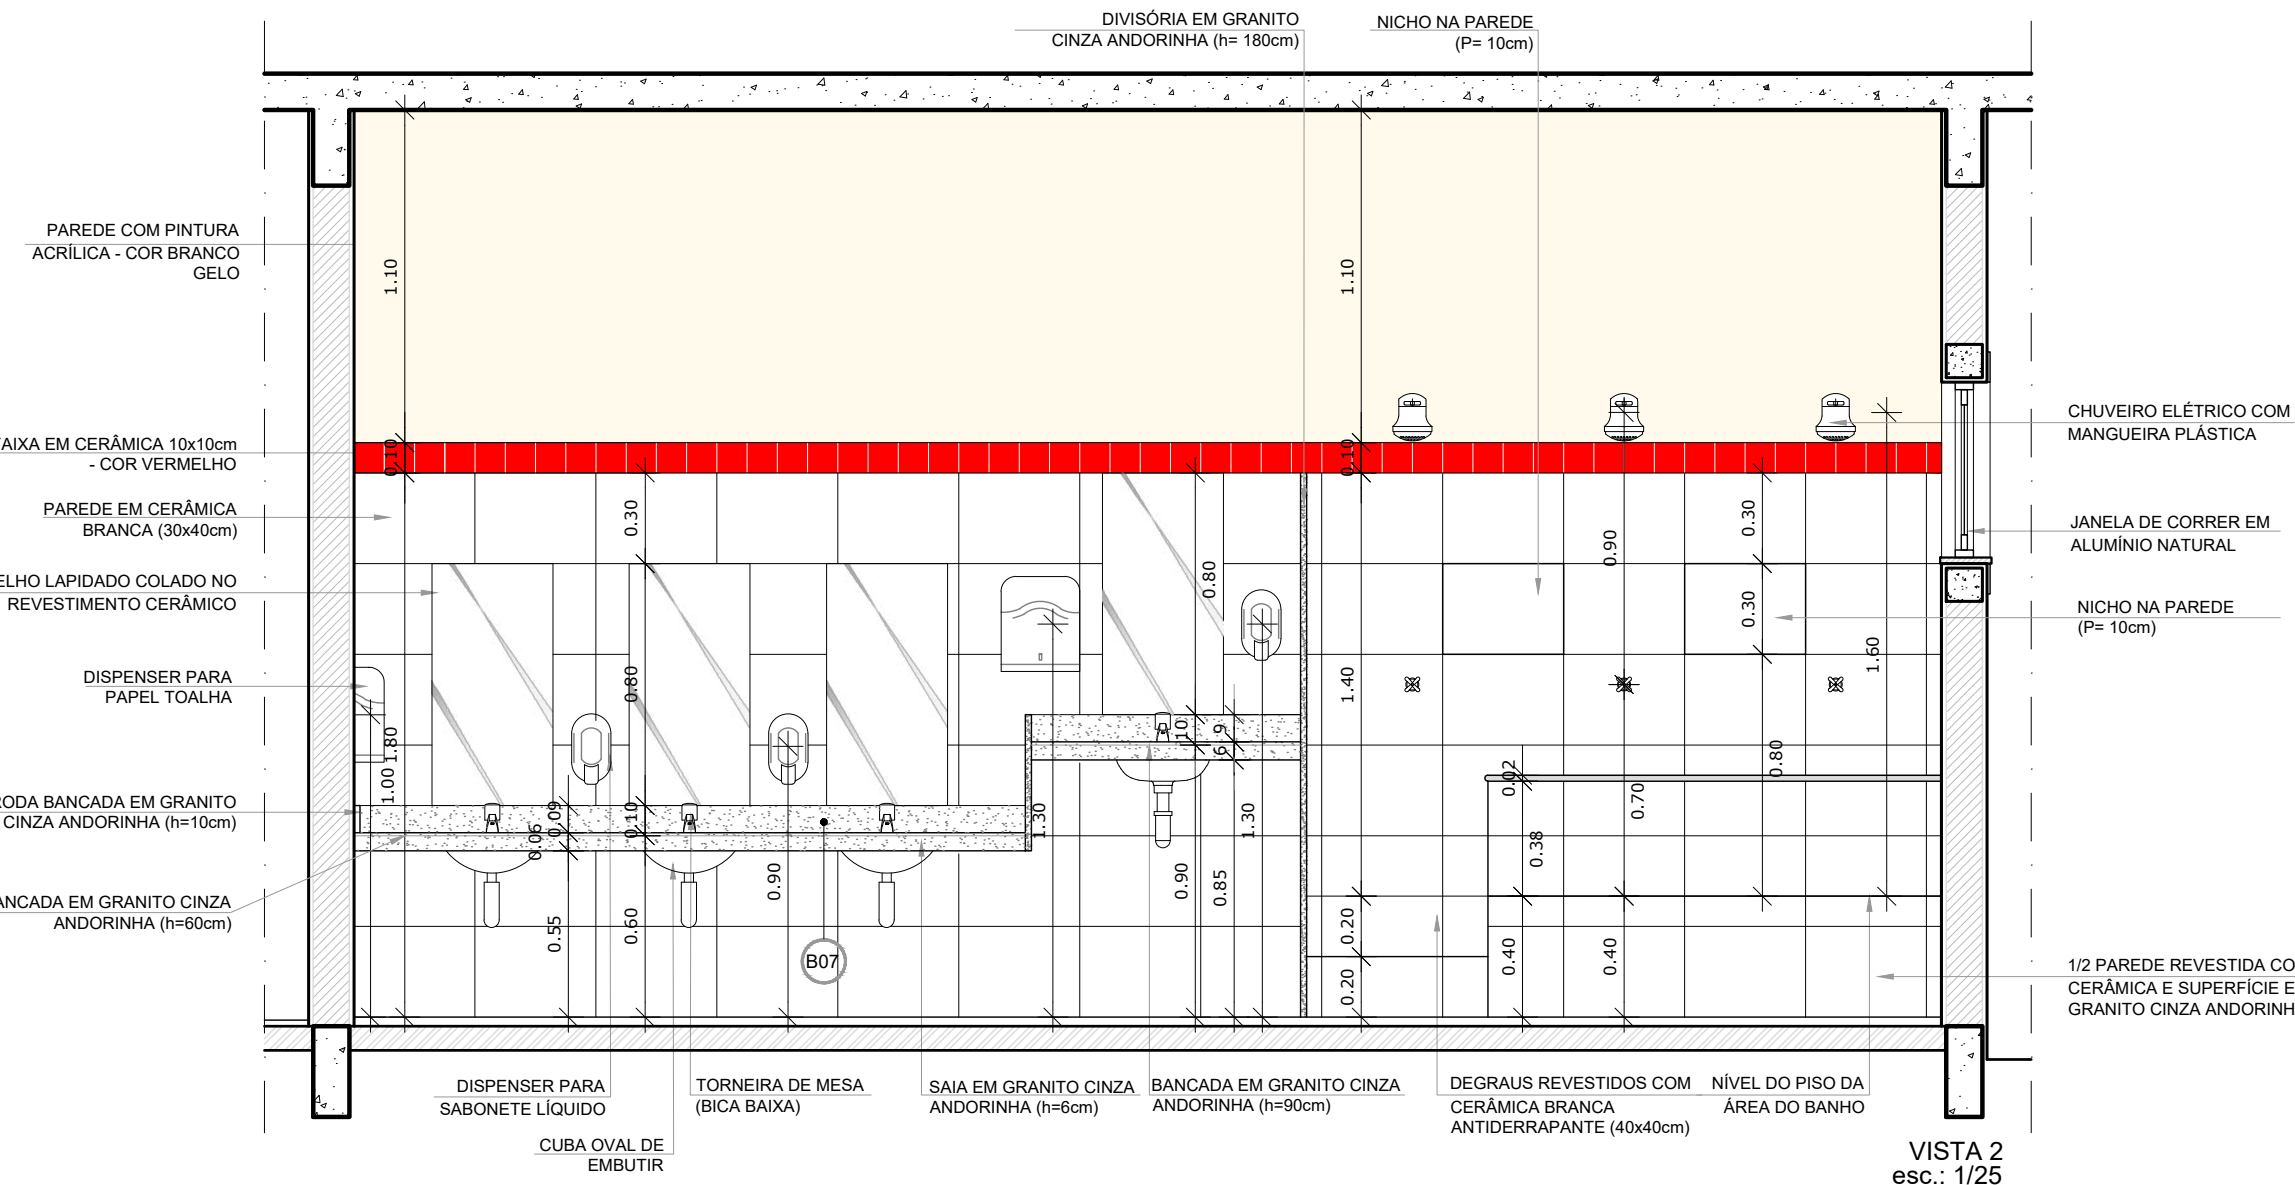 DIVISÓRIA EM GRANITO
CINZA ANDORINHA (h= 180cm)
NICHO NA PAREDE
(P= 10cm)
PAREDE COM PINTURA
ACRÍLICA - COR BRANCO
GELO
1.10
1.10
AIXA EM CERÂMICA 10x10cm
- COR VERMELHO
0.10
0.10
CHUVEIRO ELÉTRICO COM
MANGUEIRA PLÁSTICA
PAREDE EM CERÂMICA
BRANCA (30x40cm)
0.30
0.90
0.30
JANELA DE CORRER EM
ALUMÍNIO NATURAL
ELHO LAPIDADO COLADO NO
REVESTIMENTO CERÂMICO
0.80
0.30
NICHO NA PAREDE
(P= 10cm)
DISPENSER PARA
PAPEL TOALHA
0.80
1.40
1.60
1.80
1.00
10
9
6
0.02
0.80
0.70
RODA BANCADA EM GRANITO
CINZA ANDORINHA (h=10cm)
0.06
0.09
0.10
1.30
1.30
0.38
ANCADA EM GRANITO CINZA
ANDORINHA (h=60cm)
0.90
0.90
0.85
0.55
0.60
0.20
0.40
0.40
B07
0.20
1/2 PAREDE REVESTIDA CO
CERÂMICA E SUPERFÍCIE E
GRANITO CINZA ANDORINH
DISPENSER PARA
SABONETE LÍQUIDO
TORNEIRA DE MESA
(BICA BAIXA)
SAIA EM GRANITO CINZA
ANDORINHA (h=6cm)
BANCADA EM GRANITO CINZA
ANDORINHA (h=90cm)
DEGRAUS REVESTIDOS COM
CERÂMICA BRANCA
ANTIDERRAPANTE (40x40cm)
NÍVEL DO PISO DA
ÁREA DO BANHO
CUBA OVAL DE
EMBUTIR
VISTA 2
esc.: 1/25